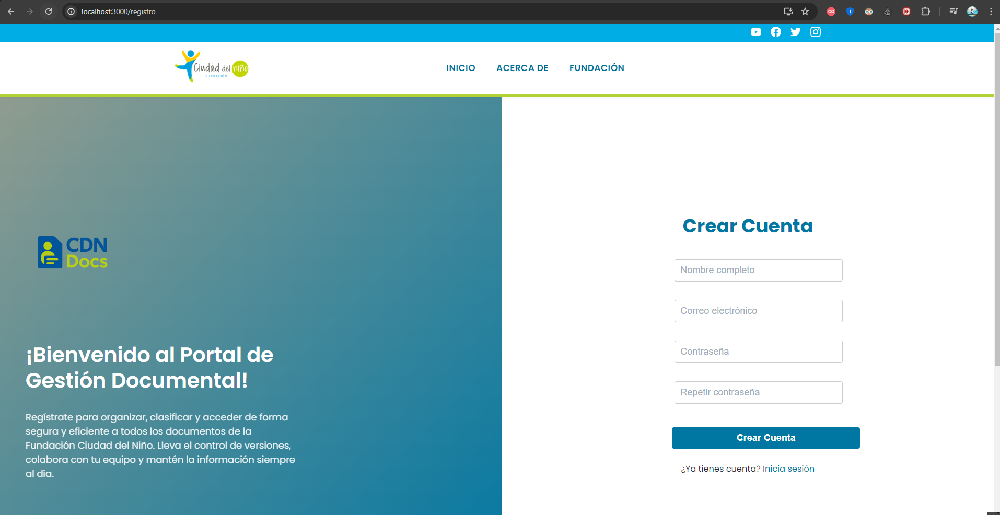 localhost:3000/registro
Ciudad del niño
FUNDACIÓN
INICIO ACERCA DE FUNDACIÓN
CDN
Docs
¡Bienvenido al Portal de
Gestión Documental!
Regístrate para organizar, clasificar y acceder de forma
segura y eficiente a todos los documentos de la
Fundación Ciudad del Niño. Lleva el control de versiones,
colabora con tu equipo y mantén la información siempre
al día.
Crear Cuenta
Nombre completo
Correo electrónico
Contraseña
Repetir contraseña
Crear Cuenta
¿Ya tienes cuenta? Inicia sesión